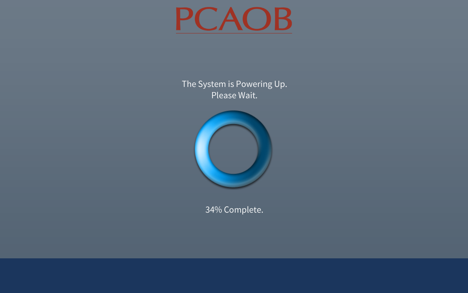 PCAOB
The System is Powering Up.
Please Wait.
34% Complete.